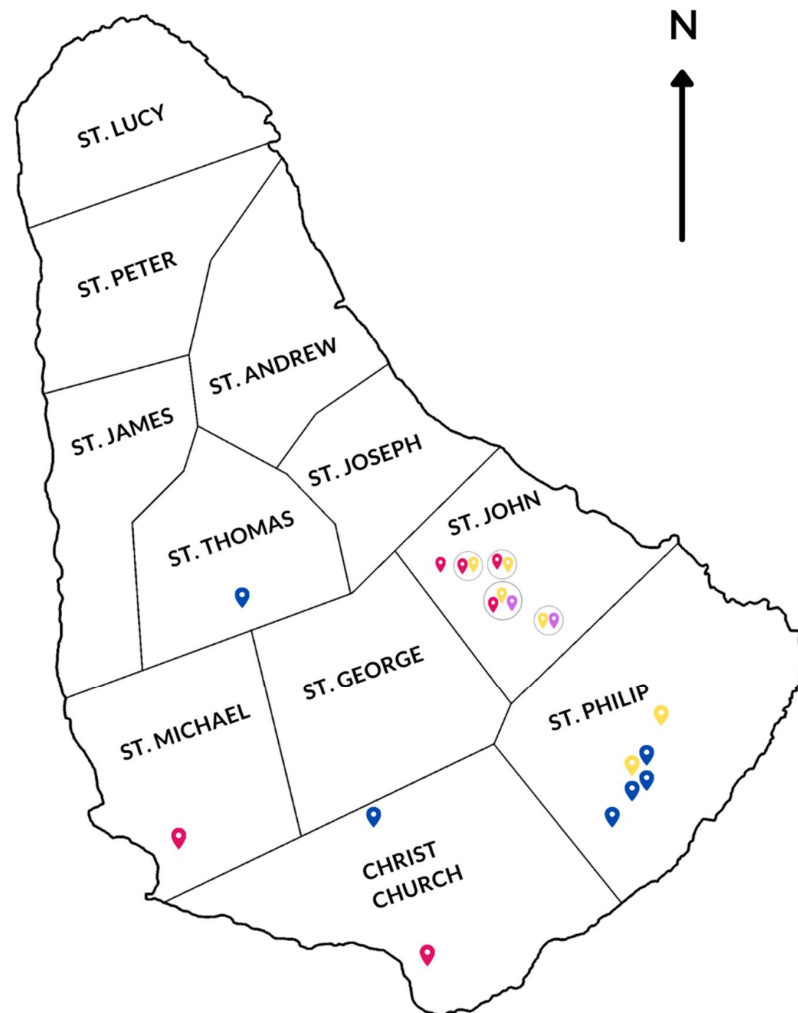 N
ST. LUCY
ST. PETER
ST. ANDREW
ST. JAMES
ST. JOSEPH
ST. JOHN
ST. THOMAS
ST. GEORGE
ST. PHILIP
ST. MICHAEL
CHRIST
CHURCH